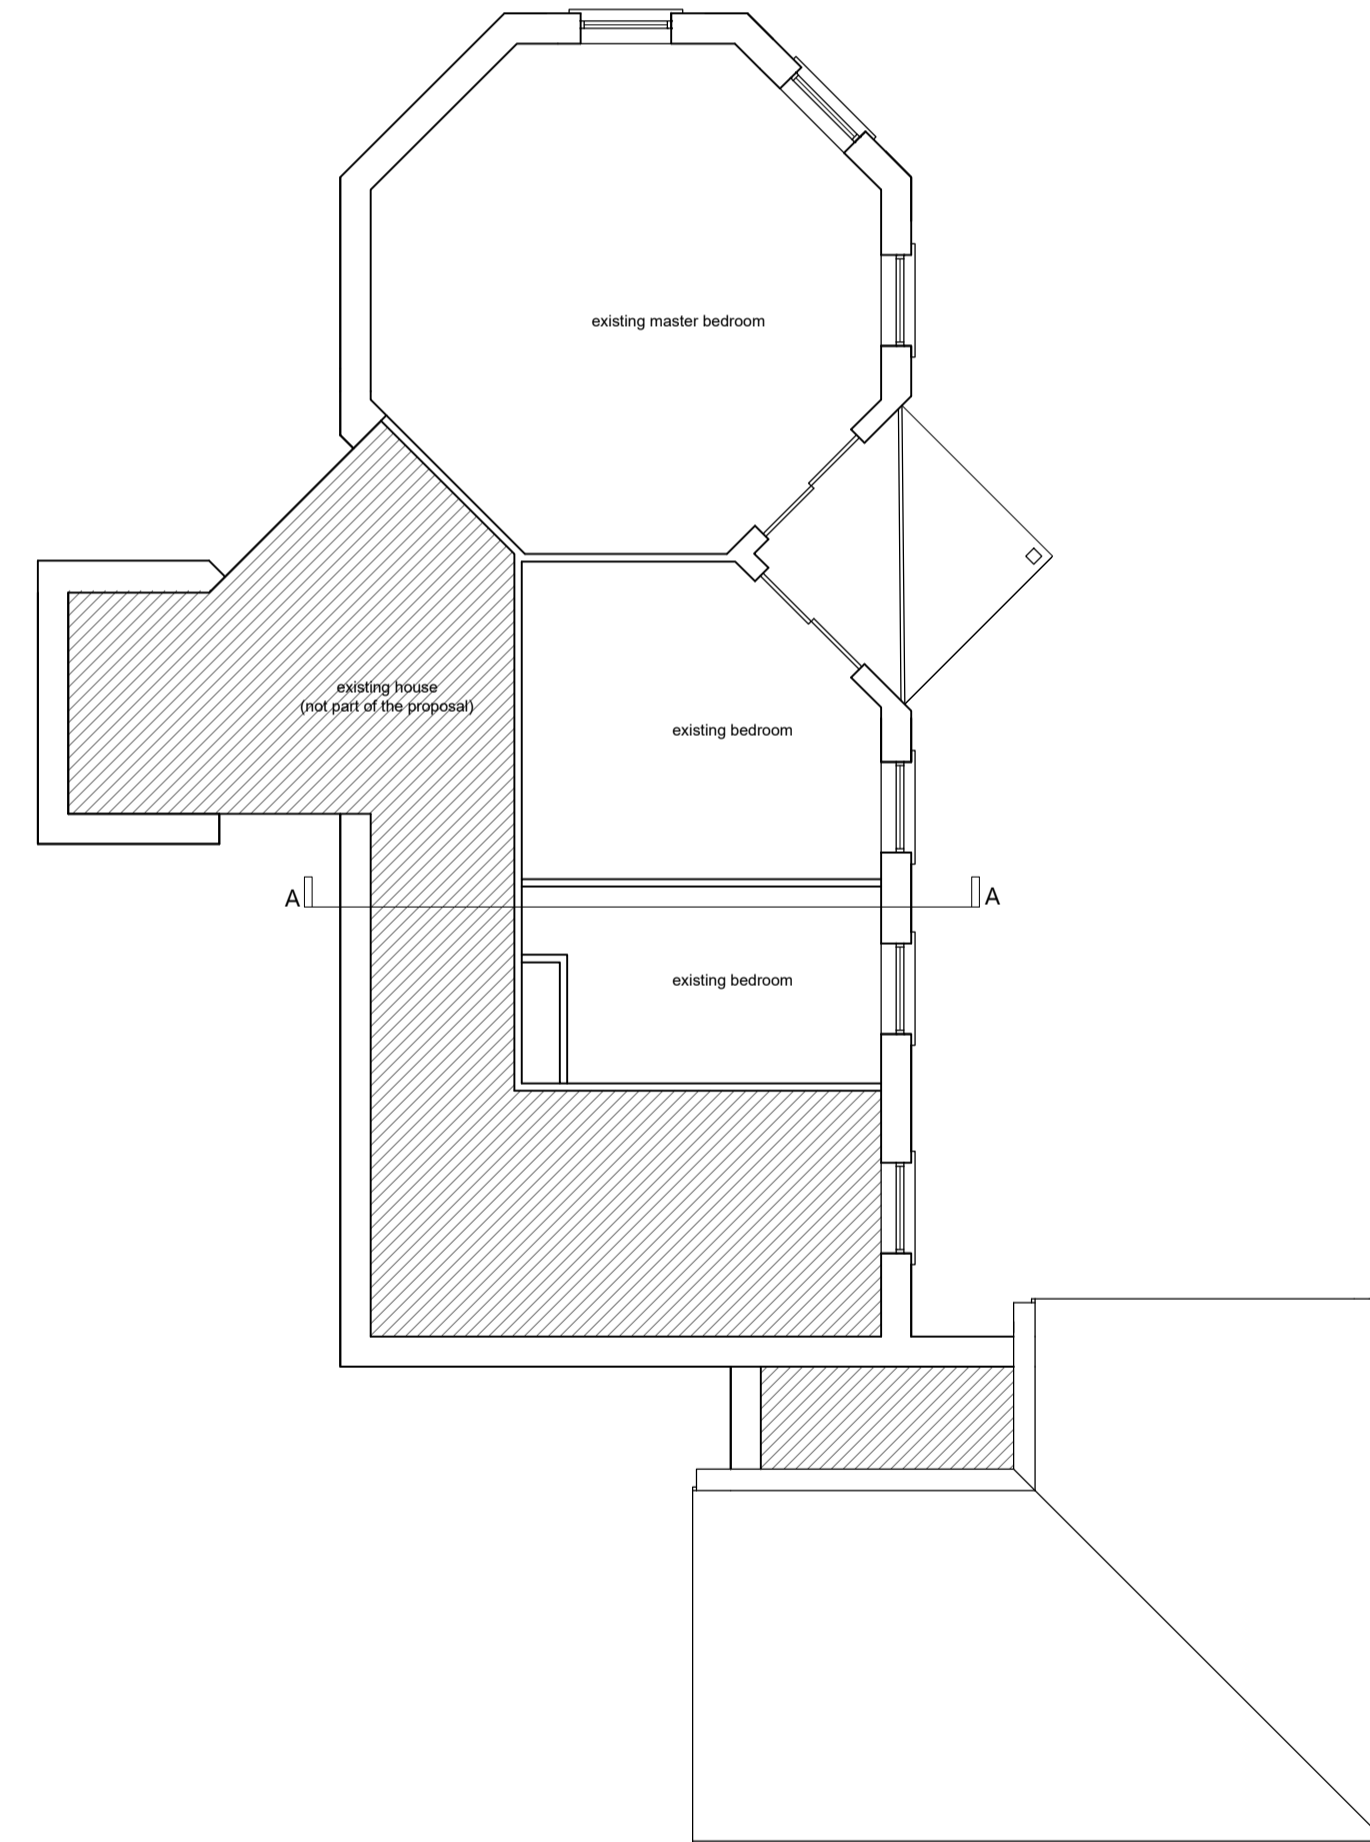 existing master bedroom
existing house
(not part of the proposal)
existing bedroom
A
A
existing bedroom